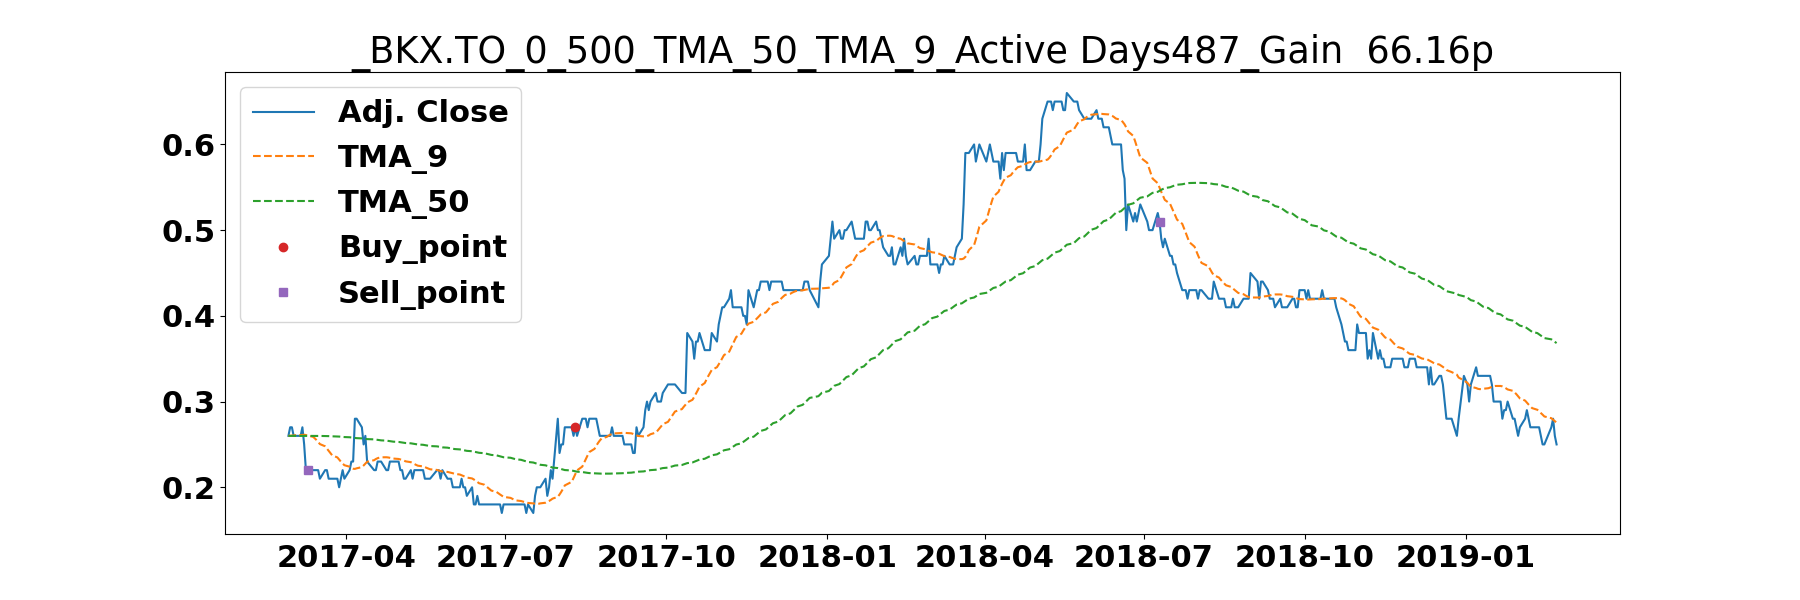 _BKX.TO_0_500_TMA_50_TMA_9_Active Days487_Gain  66.16p
Adj. Close
TMA_9
TMA_50
Buy_point
Sell_point
0.6
0.5
0.4
0.3
0.2
2017-04 2017-07 2017-10 2018-01 2018-04 2018-07 2018-10 2019-01